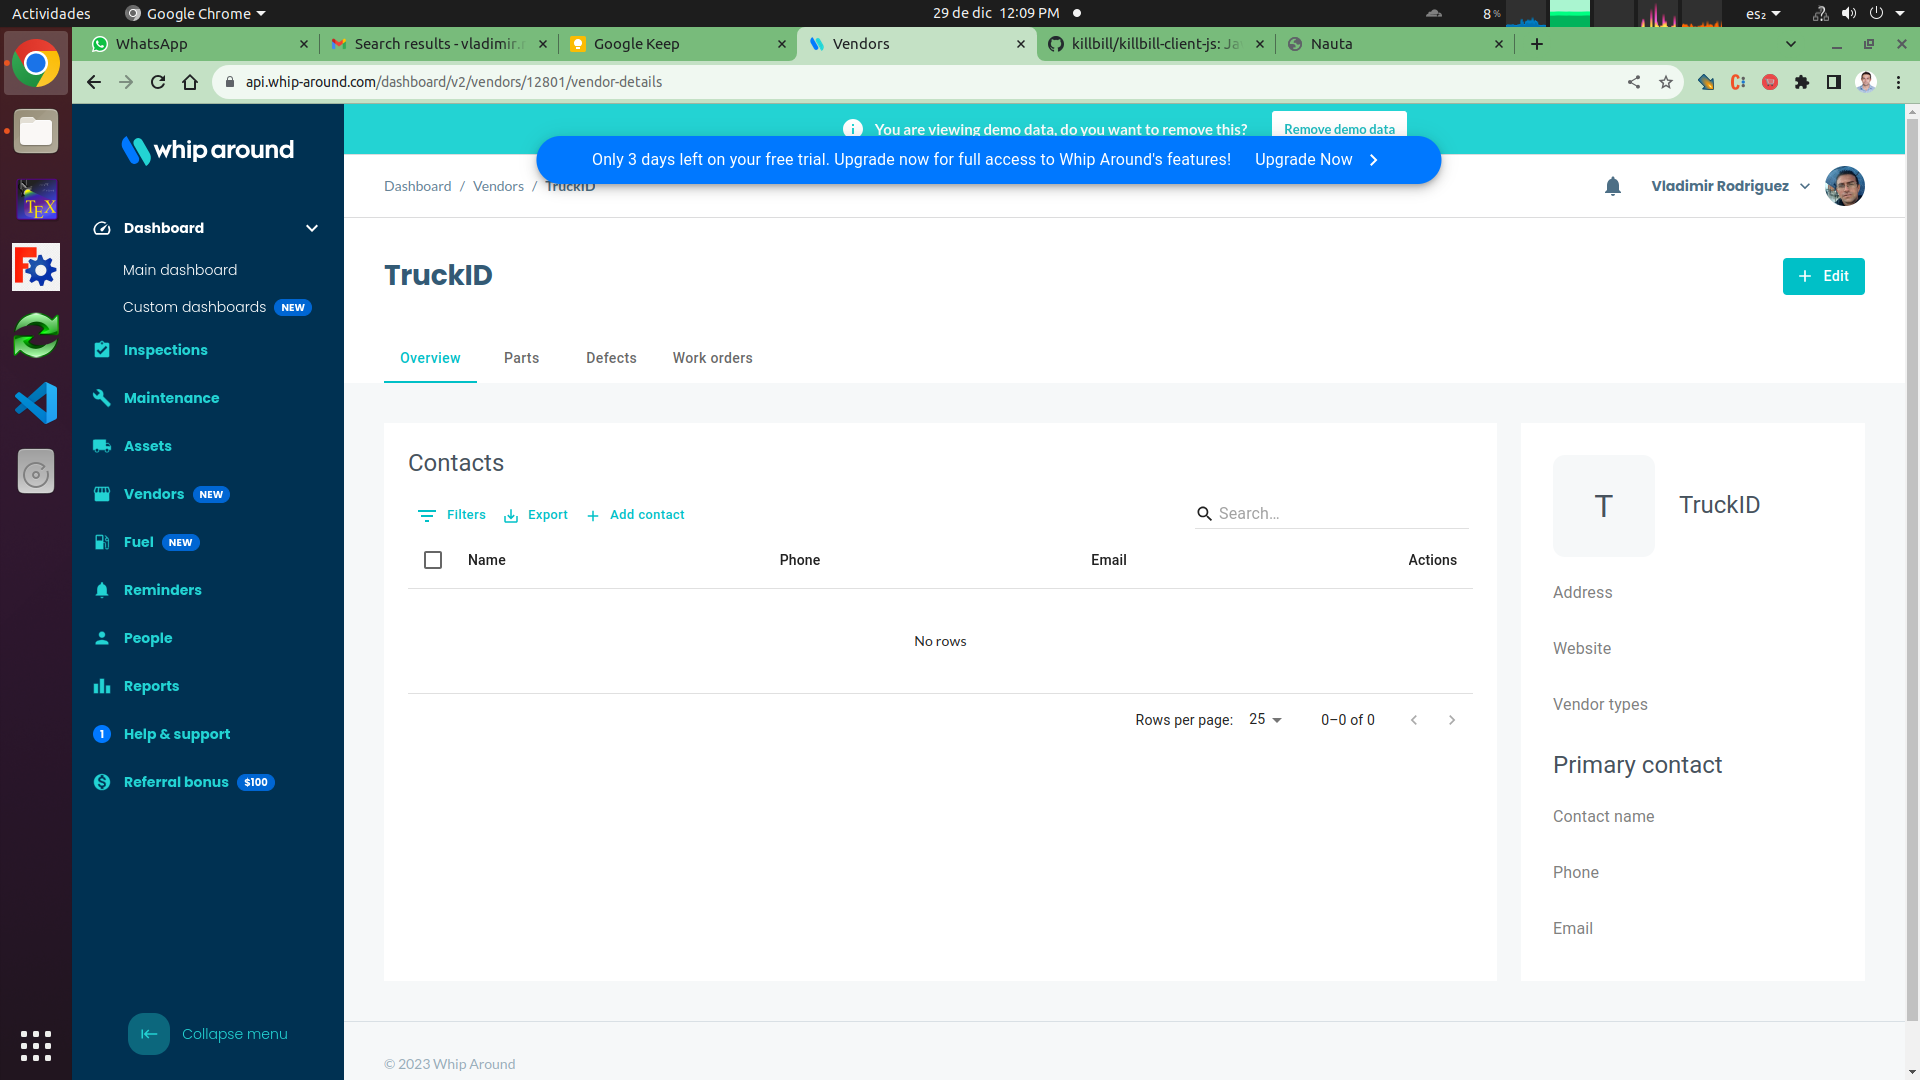 Actividades
Google Chrome
29 de dic 12:09 PM
8%
es₂
WhatsApp
Search results - vladimir.r
Google Keep
Vendors
killbill/killbill-client-js: Ja
Nauta
api.whip-around.com/dashboard/v2/vendors/12801/vendor-details
whip around
You are viewing demo data, do you want to remove this?
Remove demo data
Only 3 days left on your free trial. Upgrade now for full access to Whip Around's features!
Upgrade Now
Dashboard / Vendors / TruckID
Vladimir Rodriguez
Dashboard
Main dashboard
Custom dashboards NEW
Inspections
Maintenance
Assets
Vendors NEW
Fuel NEW
Reminders
People
Reports
1 Help & support
Referral bonus $100
Collapse menu
TruckID
+ Edit
Overview
Parts
Defects
Work orders
Contacts
Filters
Export
+ Add contact
Search...
Name
Phone
Email
Actions
No rows
Rows per page: 25
0–0 of 0
T
TruckID
Address
Website
Vendor types
Primary contact
Contact name
Phone
Email
© 2023 Whip Around
TEX